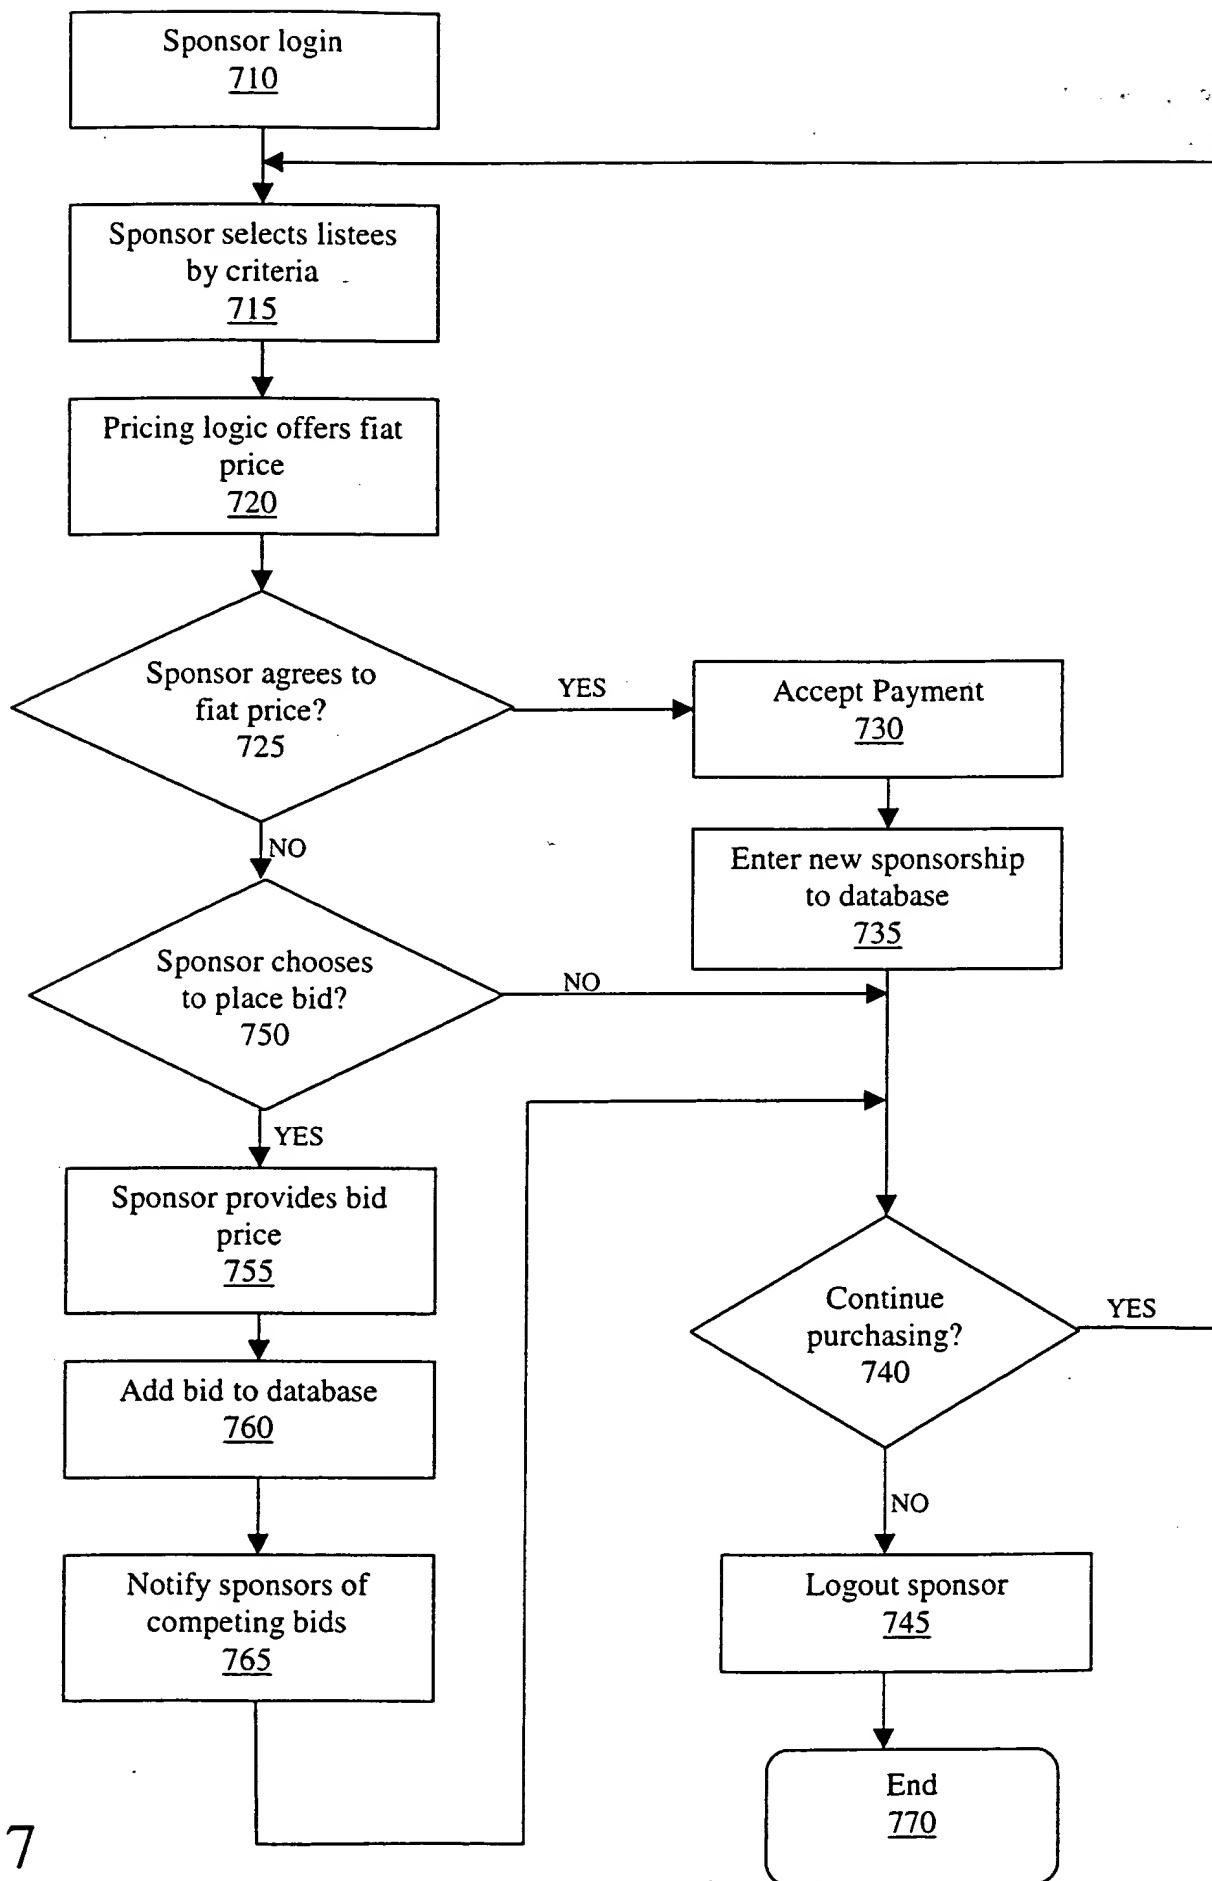 Sponsor login
710
Sponsor selects listees
by criteria
715
Pricing logic offers fiat
price
720
Sponsor agrees to
fiat price?
725
YES
Accept Payment
730
NO
Enter new sponsorship
to database
735
Sponsor chooses
to place bid?
750
NO
YES
Sponsor provides bid
price
755
Continue
purchasing?
740
YES
Add bid to database
760
NO
Notify sponsors of
competing bids
765
Logout sponsor
745
End
770
7